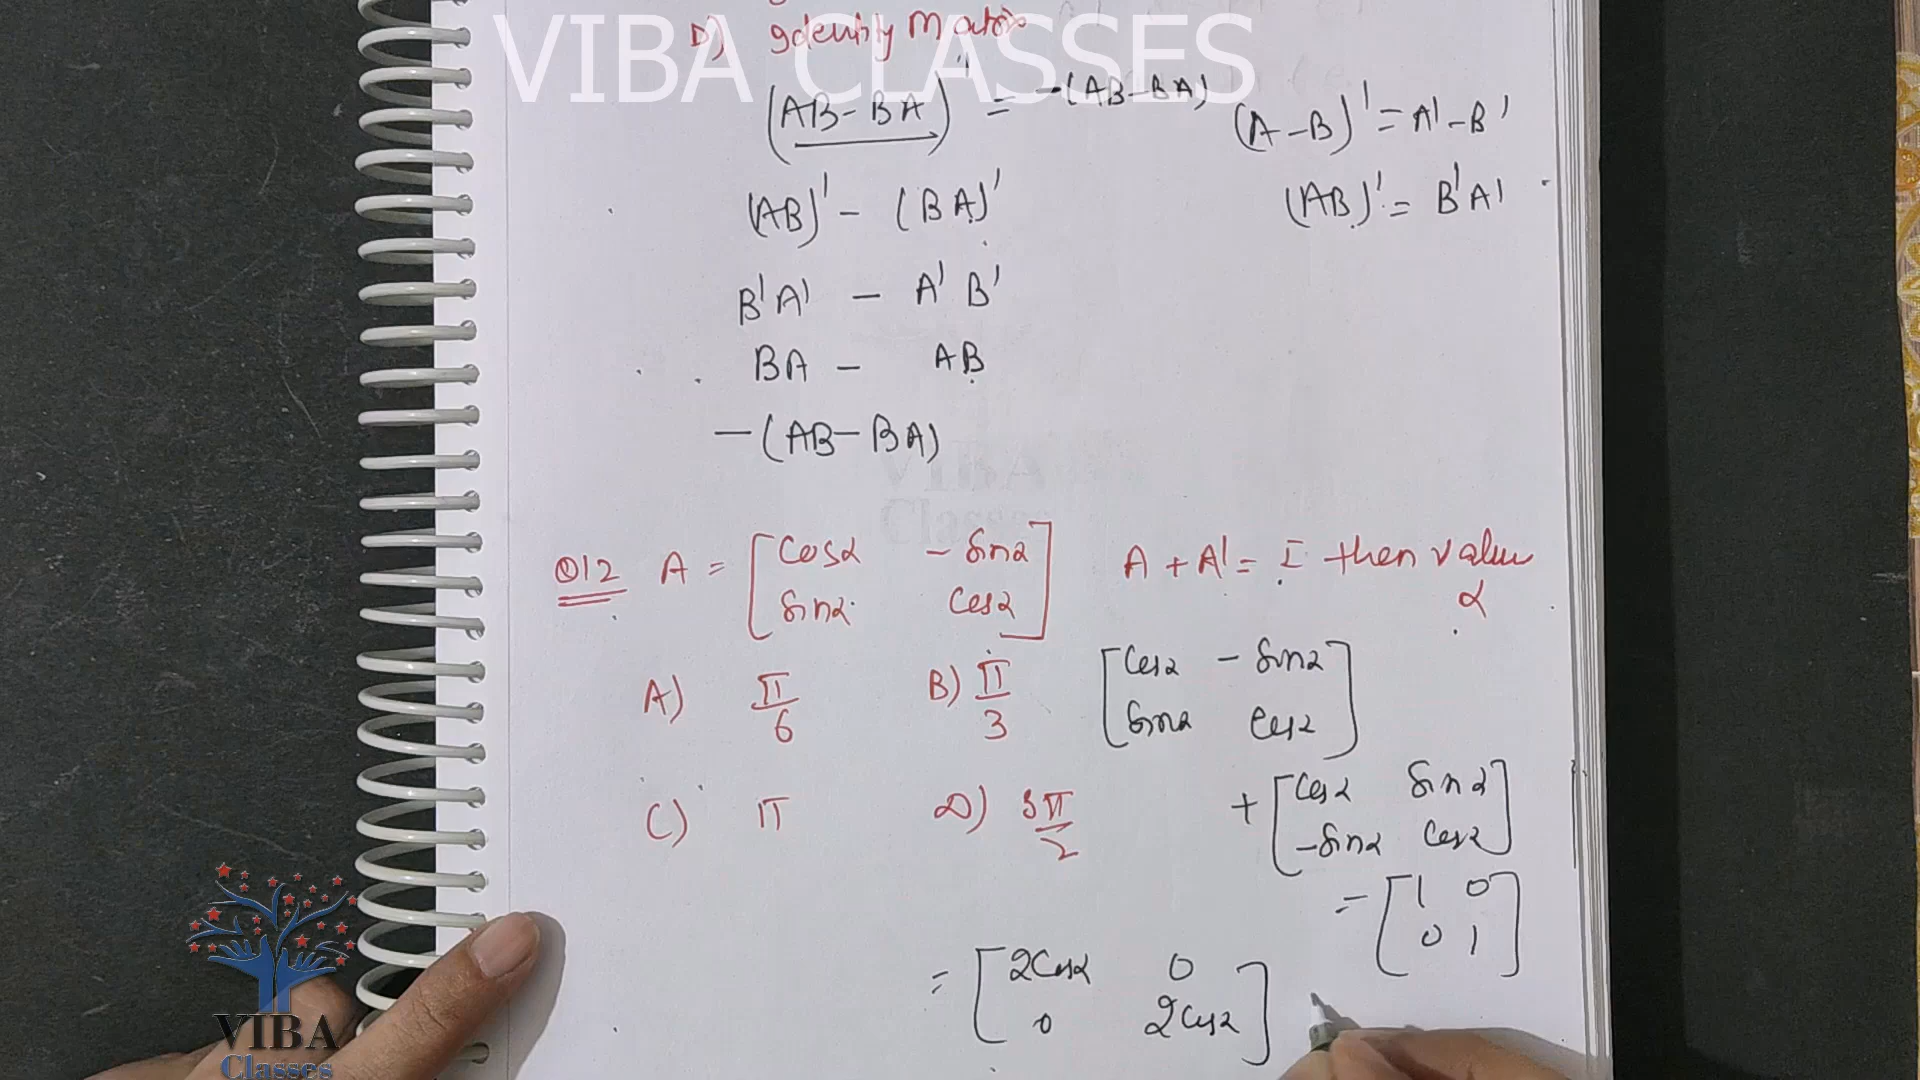 VIBA CLASSES
D) Identity Matrix
(AB-BA)' = -(AB-BA)
(A-B)' = A'-B'
(AB)' - (BA)'
(AB)' = B'A'
B'A' - A'B'
BA - AB
-(AB-BA)
VIBA
Classes
Q12 A = [cosα -sinα
sinα cosα] A + A' = I then value
α
A) π/6 B) π/3
C) π D) 3π/2
[cosα -sinα
sinα cosα]
+ [cosα sinα
-sinα cosα]
= [1 0
0 1]
= [2cosα 0
0 2cosα]
VIBA
Classes